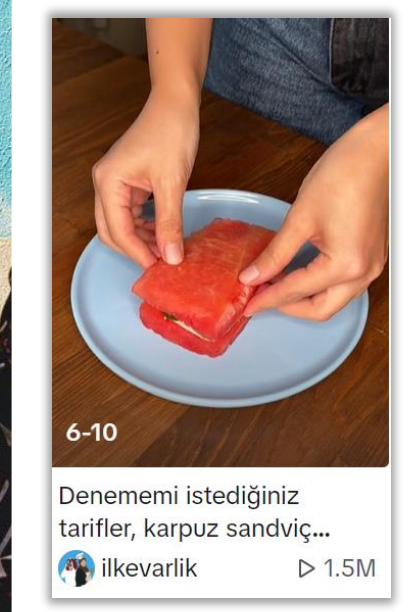 6-10
Denememi istediğiniz
tarifler, karpuz sandviç...
ilkevarlik
1.5M